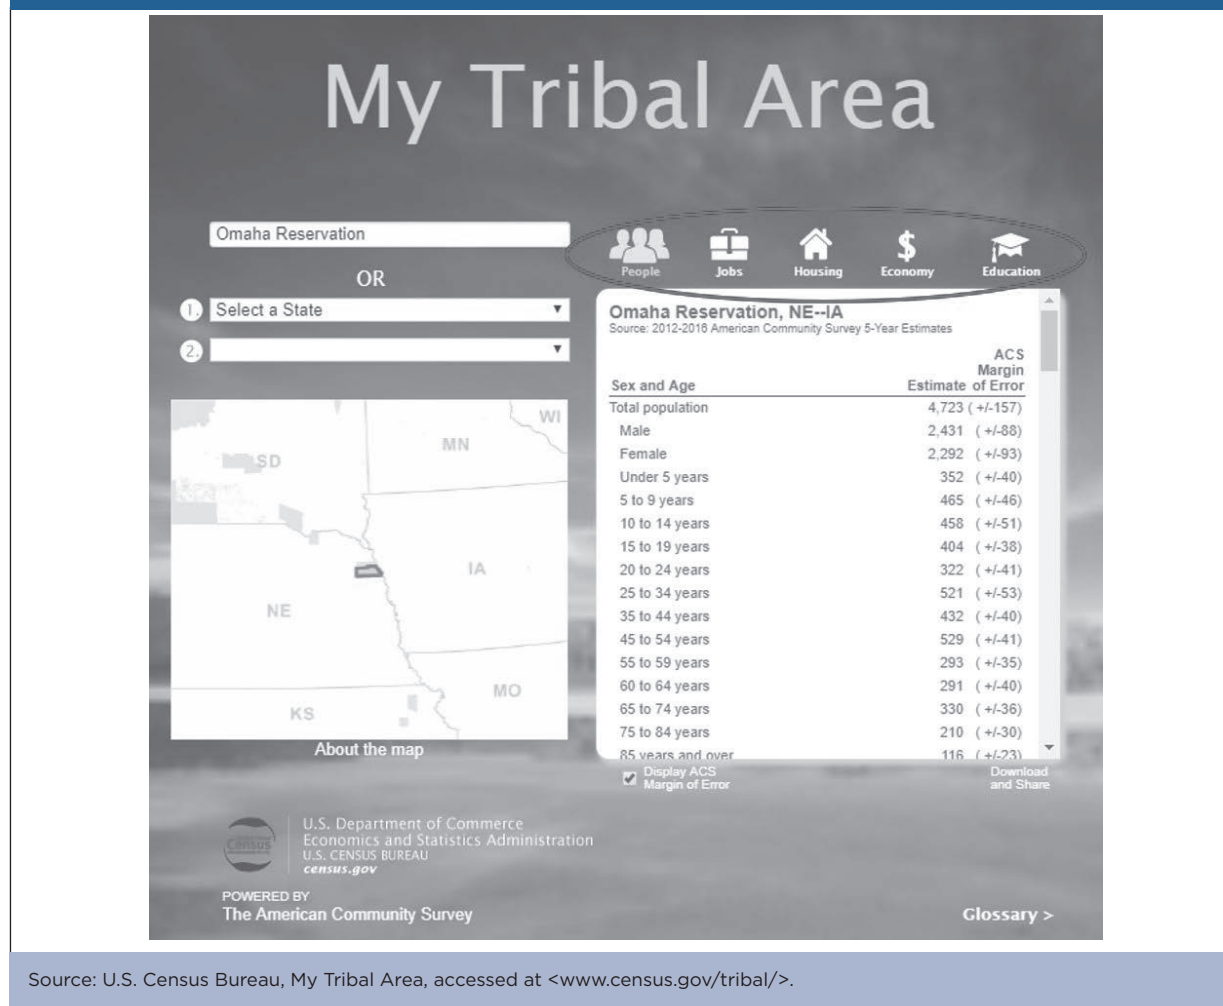 My Tribal Area
Omaha Reservation
OR
1. Select a State
2.
WI
MN
SD
IA
NE
MO
KS
About the map
People Jobs Housing Economy Education
Omaha Reservation, NE--IA
Source: 2012-2016 American Community Survey 5-Year Estimates
ACS
Margin
Sex and Age Estimate of Error
Total population 4,723 ( +/-157)
Male 2,431 ( +/-88)
Female 2,292 ( +/-93)
Under 5 years 352 ( +/-40)
5 to 9 years 465 ( +/-46)
10 to 14 years 458 ( +/-51)
15 to 19 years 404 ( +/-38)
20 to 24 years 322 ( +/-41)
25 to 34 years 521 ( +/-53)
35 to 44 years 432 ( +/-40)
45 to 54 years 529 ( +/-41)
55 to 59 years 293 ( +/-35)
60 to 64 years 291 ( +/-40)
65 to 74 years 330 ( +/-36)
75 to 84 years 210 ( +/-30)
85 years and over 116 ( +/-23)
Display ACS
Margin of Error
Download
and Share
Census
U.S. Department of Commerce
Economics and Statistics Administration
U.S. CENSUS BUREAU
census.gov
POWERED BY
The American Community Survey
Glossary >
Source: U.S. Census Bureau, My Tribal Area, accessed at <www.census.gov/tribal/>.